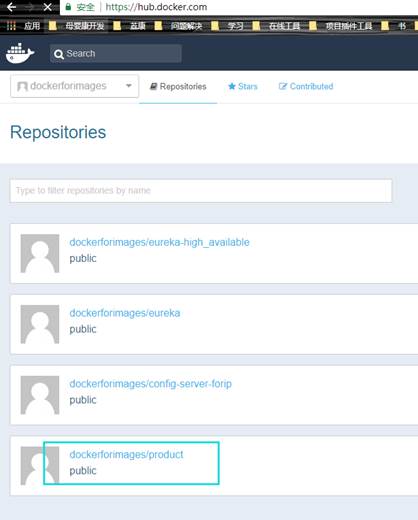 安全 | https://hub.docker.com
应用 母婴康开发 荔康 问题解决 学习 在线工具 项目插件工具 书
Search
dockerforimages Repositories Stars Contributed
Repositories
Type to filter repositories by name
dockerforimages/eureka-high_available
public
dockerforimages/eureka
public
dockerforimages/config-server-forip
public
dockerforimages/product
public